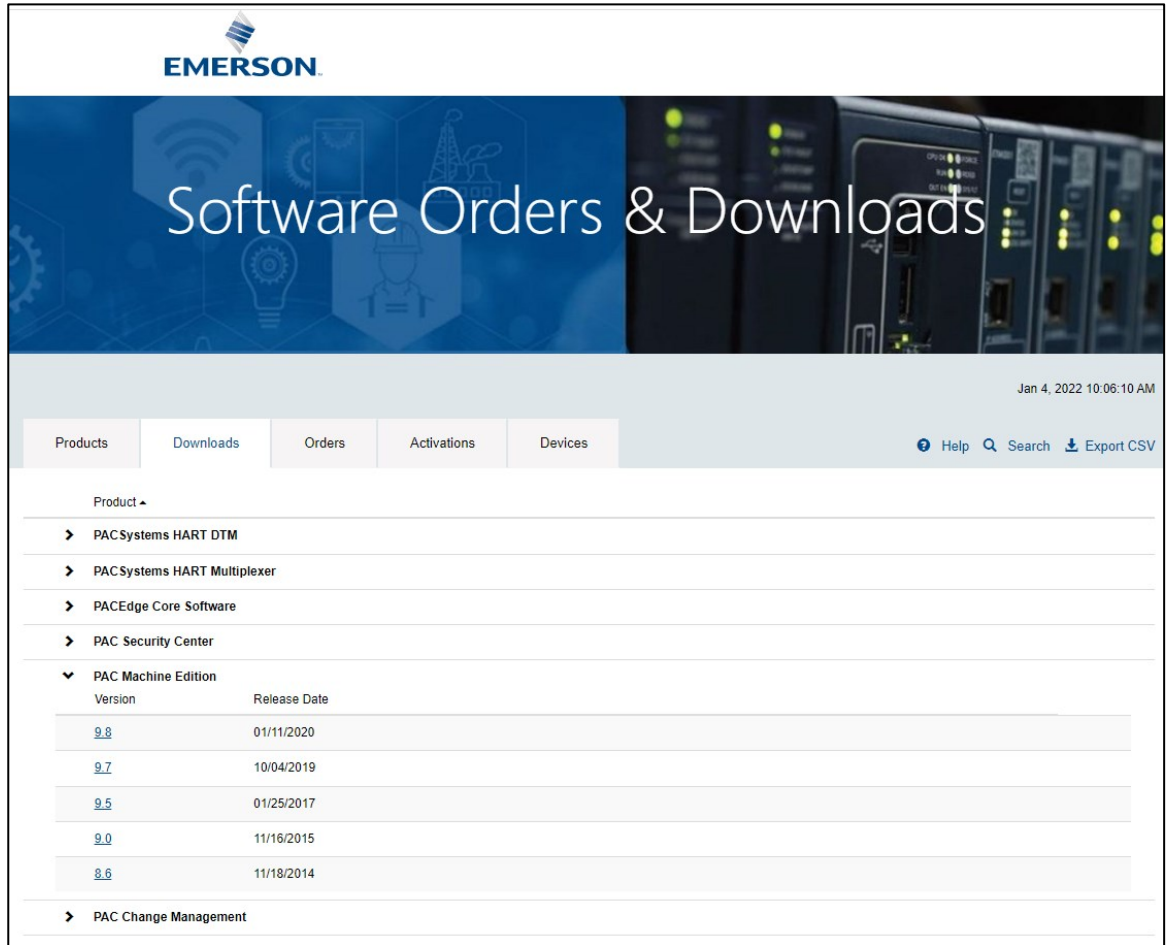 EMERSON
Software Orders & Downloads
Jan 4, 2022 10:06:10 AM
Products Downloads Orders Activations Devices Help Search Export CSV
Product
PACSystems HART DTM
PACSystems HART Multiplexer
PACEdge Core Software
PAC Security Center
PAC Machine Edition
Version Release Date
9.8 01/11/2020
9.7 10/04/2019
9.5 01/25/2017
9.0 11/16/2015
8.6 11/18/2014
PAC Change Management